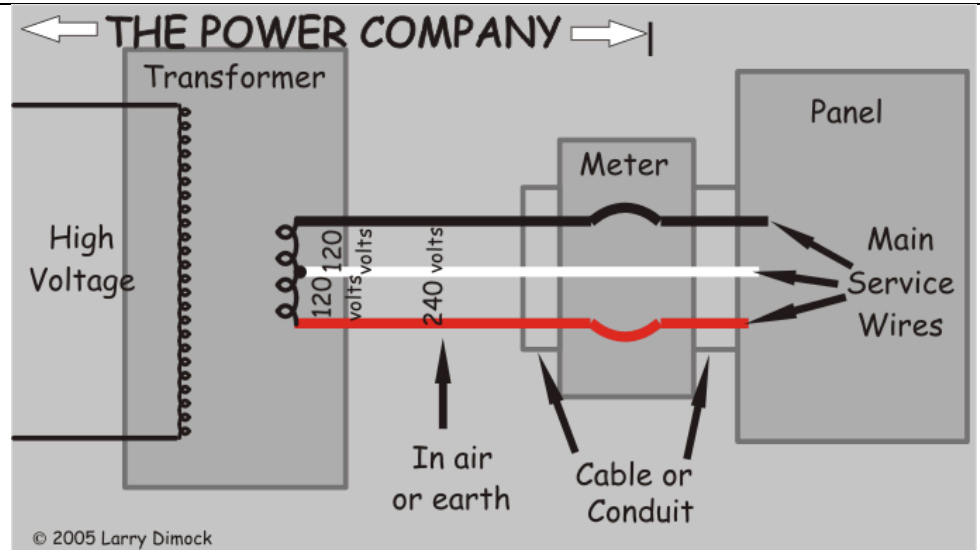 THE POWER COMPANY
Transformer
Panel
Meter
High
Voltage
120
volts
120
volts
240 volts
Main
Service
Wires
In air
or earth
Cable or
Conduit
© 2005 Larry Dimock